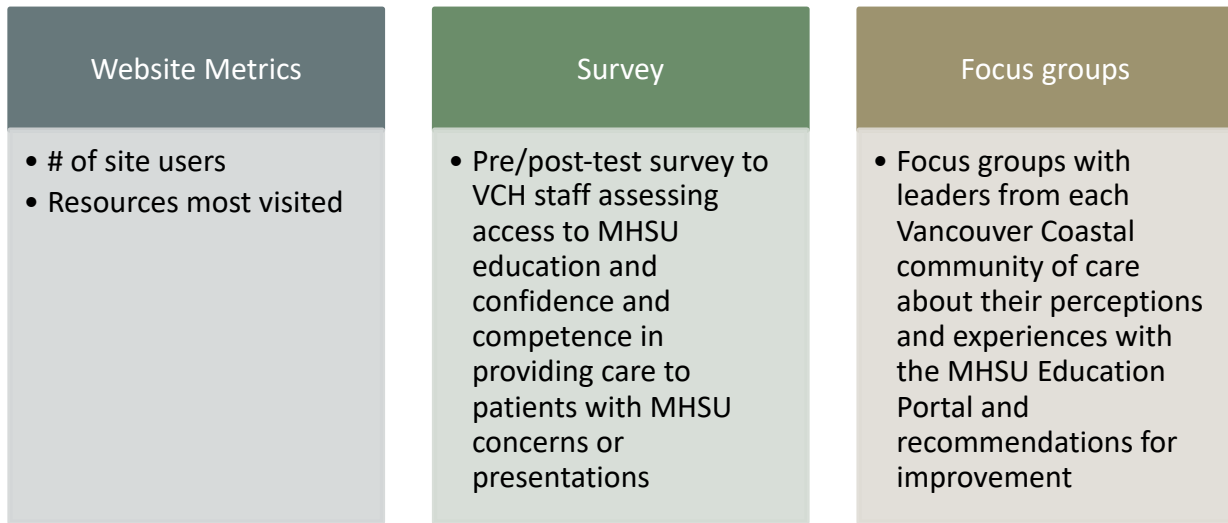 Website Metrics
• # of site users
• Resources most visited
Survey
• Pre/post-test survey to
VCH staff assessing
access to MHSU
education and
confidence and
competence in
providing care to
patients with MHSU
concerns or
presentations
Focus groups
• Focus groups with
leaders from each
Vancouver Coastal
community of care
about their perceptions
and experiences with
the MHSU Education
Portal and
recommendations for
improvement